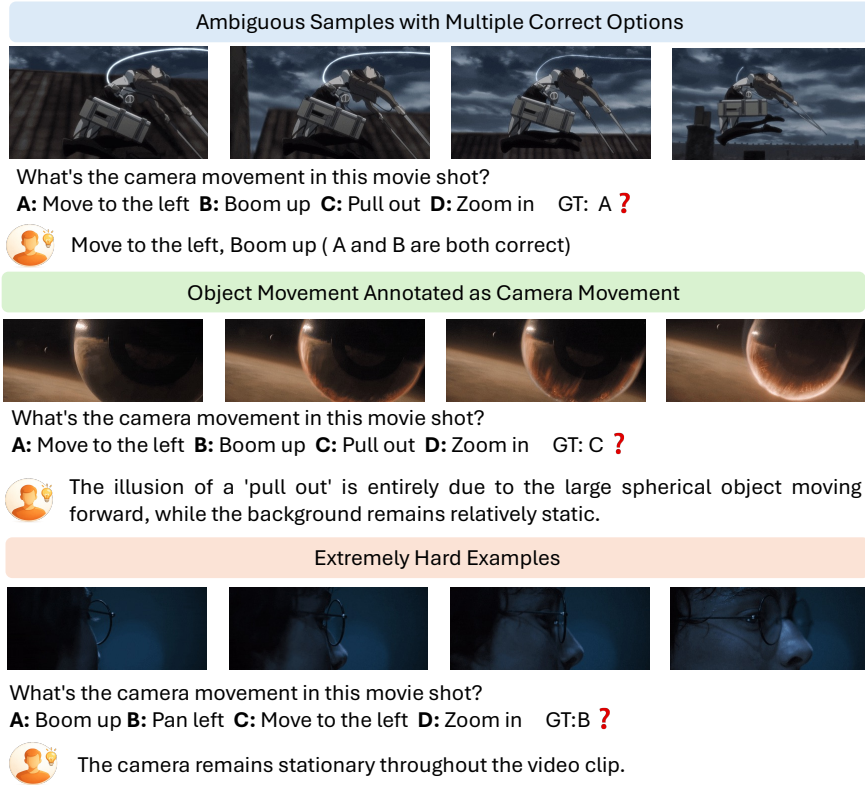 Ambiguous Samples with Multiple Correct Options
What's the camera movement in this movie shot?
A: Move to the left B: Boom up C: Pull out D: Zoom in GT: A ?
Move to the left, Boom up ( A and B are both correct)
Object Movement Annotated as Camera Movement
What's the camera movement in this movie shot?
A: Move to the left B: Boom up C: Pull out D: Zoom in GT: C ?
The illusion of a 'pull out' is entirely due to the large spherical object moving
forward, while the background remains relatively static.
Extremely Hard Examples
What's the camera movement in this movie shot?
A: Boom up B: Pan left C: Move to the left D: Zoom in GT:B ?
The camera remains stationary throughout the video clip.